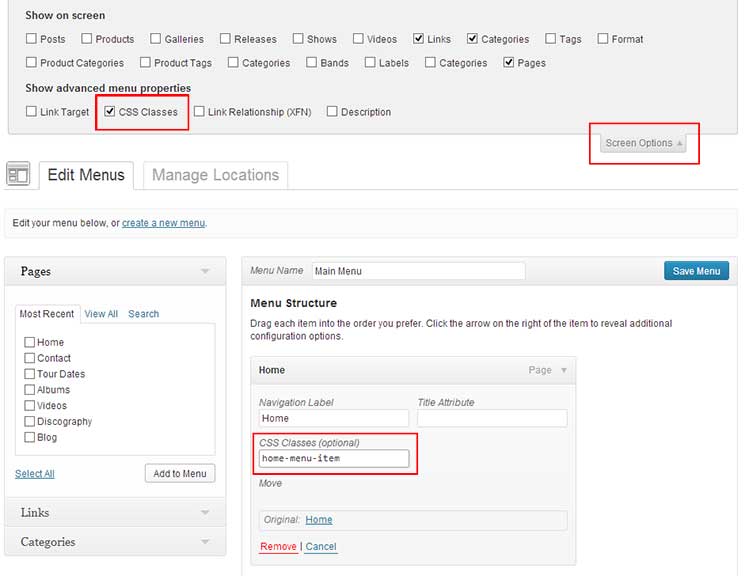 Show on screen
Posts Products Galleries Releases Shows Videos Links Categories Tags Format
Product Categories Product Tags Categories Bands Labels Categories Pages
Show advanced menu properties
Link Target CSS Classes Link Relationship (XFN) Description
Screen Options
Edit Menus Manage Locations
Edit your menu below, or create a new menu.
Pages
Most Recent View All Search
Home
Contact
Tour Dates
Albums
Videos
Discography
Blog
Select All Add to Menu
Links
Categories
Menu Name Main Menu Save Menu
Menu Structure
Drag each item into the order you prefer. Click the arrow on the right of the item to reveal additional
configuration options.
Home Page
Navigation Label Title Attribute
Home
CSS Classes (optional)
home-menu-item
Move
Original: Home
Remove | Cancel